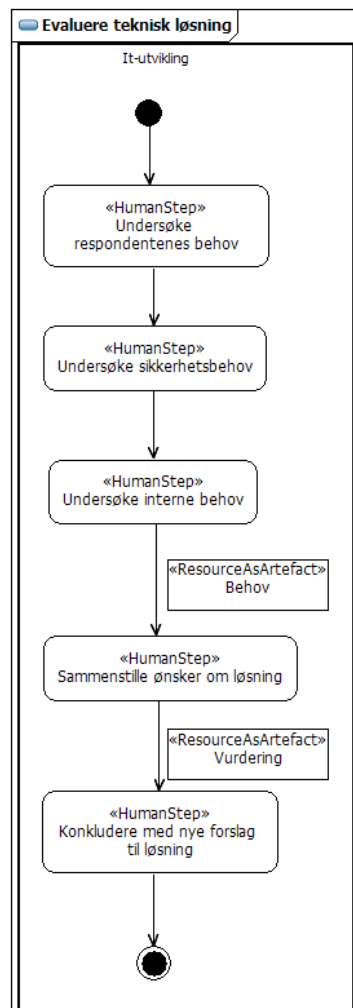 Evaluere teknisk løsning
It-utvikling
«HumanStep»
Undersøke
respondentenes behov
«HumanStep»
Undersøke sikkerhetsbehov
«HumanStep»
Undersøke interne behov
«ResourceAsArtefact»
Behov
«HumanStep»
Sammenstille ønsker om løsning
«ResourceAsArtefact»
Vurdering
«HumanStep»
Konkludere med nye forslag
til løsning